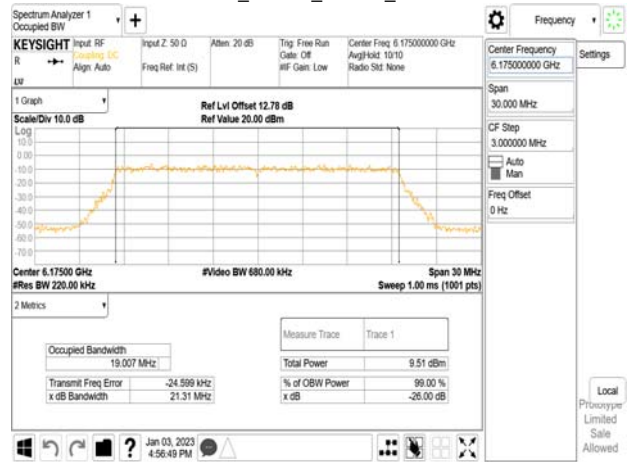 Spectrum Analyzer 1
Occupied BW
Frequency
KEYSIGHT Input: RF Input Z: 50 Ω Atten: 20 dB Trig: Free Run Center Freq: 6.175000000 GHz
Coupling: DC Gate: Off Avg|Hold: 10/10
R Align: Auto Freq Ref: Int (S) #IF Gain: Low Radio Std: None
Center Frequency
6.175000000 GHz
Settings
Span
30.000 MHz
CF Step
3.000000 MHz
Auto
Man
Freq Offset
0 Hz
1 Graph
Ref Lvl Offset 12.78 dB
Scale/Div 10.0 dB Ref Value 20.00 dBm
Log
10.0
0.00
-10.0
-20.0
-30.0
-40.0
-50.0
-60.0
-70.0
Center 6.17500 GHz #Video BW 680.00 kHz Span 30 MHz
#Res BW 220.00 kHz Sweep 1.00 ms (1001 pts)
2 Metrics
Measure Trace Trace 1
Occupied Bandwidth
19.007 MHz
Total Power 9.51 dBm
Transmit Freq Error -24.599 kHz % of OBW Power 99.00 %
x dB Bandwidth 21.31 MHz x dB -26.00 dB
Local
Prototype
Limited
Sale
Allowed
?
Jan 03, 2023
4:56:49 PM